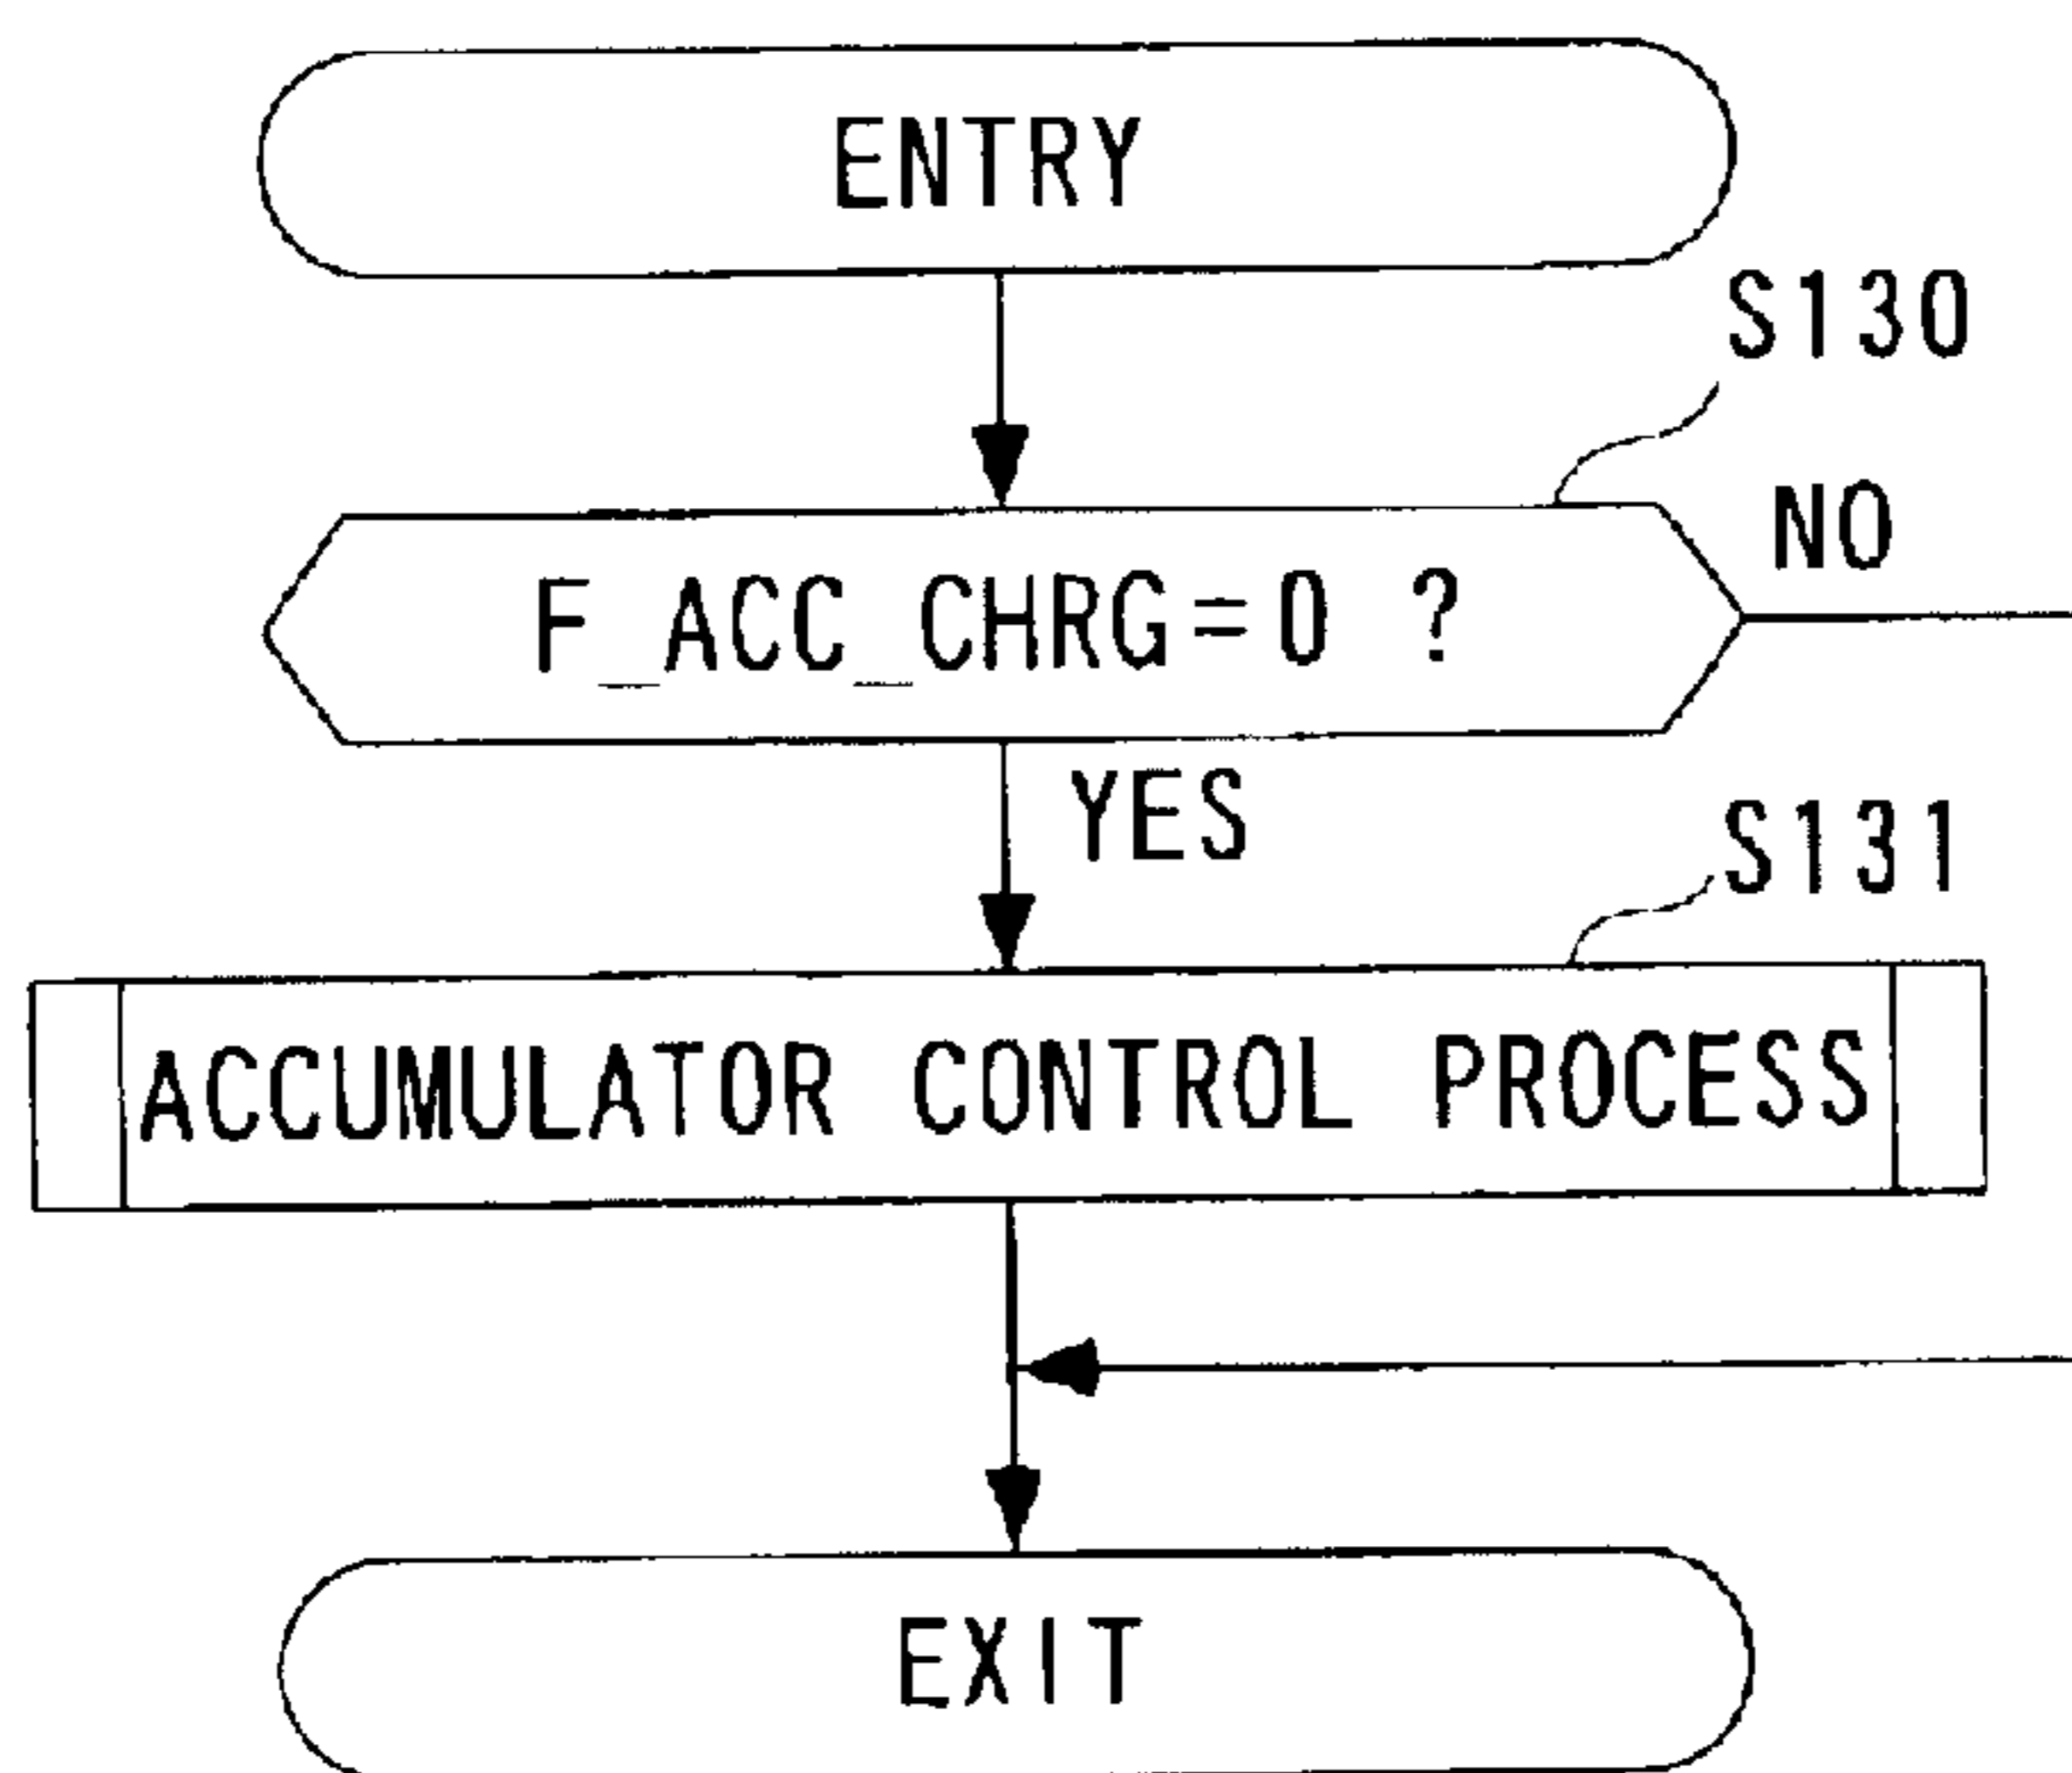 ENTRY
S130
F_ACC_CHRG=0 ?
NO
YES
S131
ACCUMULATOR CONTROL PROCESS
EXIT